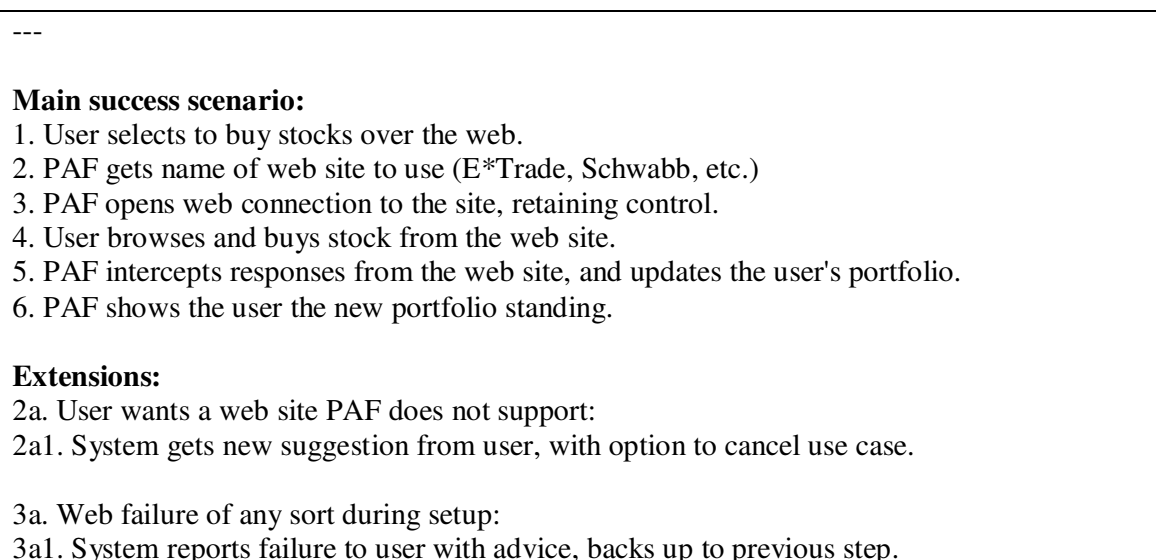 ---
Main success scenario:
1. User selects to buy stocks over the web.
2. PAF gets name of web site to use (E*Trade, Schwabb, etc.)
3. PAF opens web connection to the site, retaining control.
4. User browses and buys stock from the web site.
5. PAF intercepts responses from the web site, and updates the user's portfolio.
6. PAF shows the user the new portfolio standing.
Extensions:
2a. User wants a web site PAF does not support:
2a1. System gets new suggestion from user, with option to cancel use case.
3a. Web failure of any sort during setup:
3a1. System reports failure to user with advice, backs up to previous step.